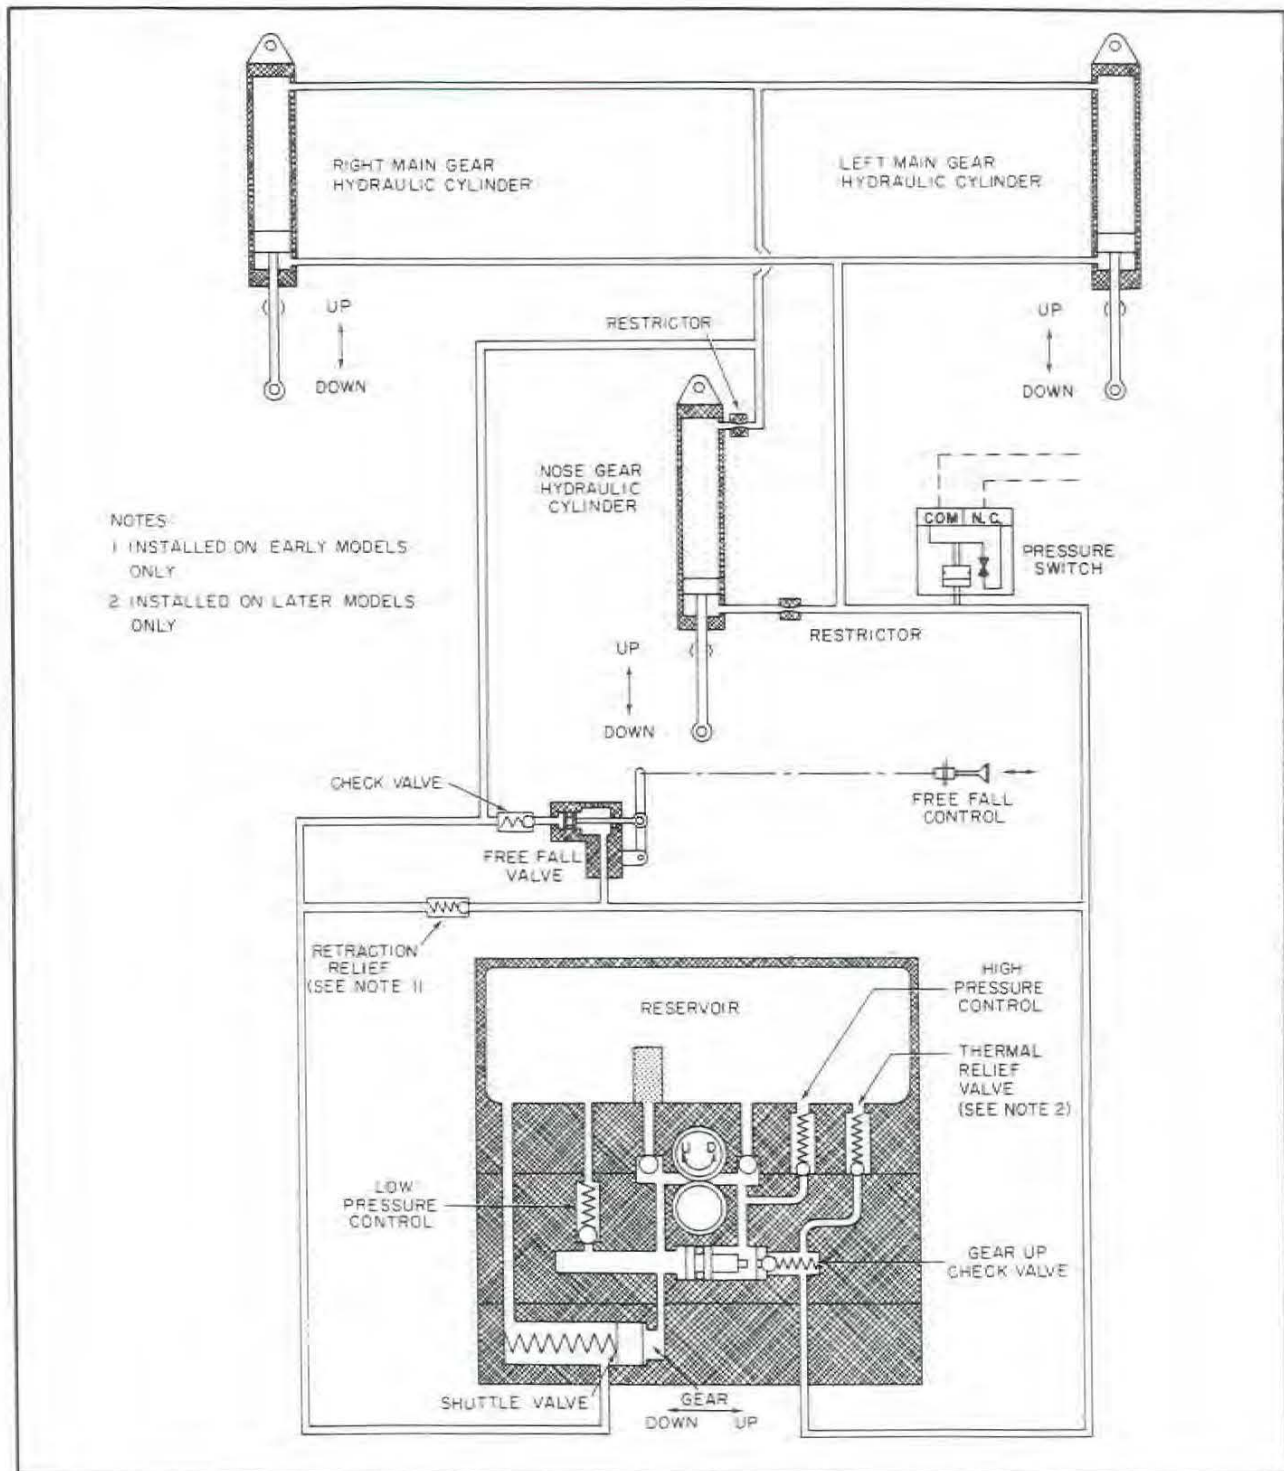 RIGHT MAIN GEAR
HYDRAULIC CYLINDER
LEFT MAIN GEAR
HYDRAULIC CYLINDER
UP
DOWN
RESTRICTOR
UP
DOWN
NOSE GEAR
HYDRAULIC
CYLINDER
NOTES
1 INSTALLED ON EARLY MODELS
ONLY
2 INSTALLED ON LATER MODELS
ONLY
COM N.C.
PRESSURE
SWITCH
RESTRICTOR
UP
DOWN
CHECK VALVE
FREE FALL
CONTROL
FREE FALL
VALVE
RETRACTION
RELIEF
(SEE NOTE 1)
RESERVOIR
HIGH
PRESSURE
CONTROL
THERMAL
RELIEF
VALVE
(SEE NOTE 2)
U D
LOW
PRESSURE
CONTROL
GEAR UP
CHECK VALVE
SHUTTLE VALVE
GEAR
DOWN UP